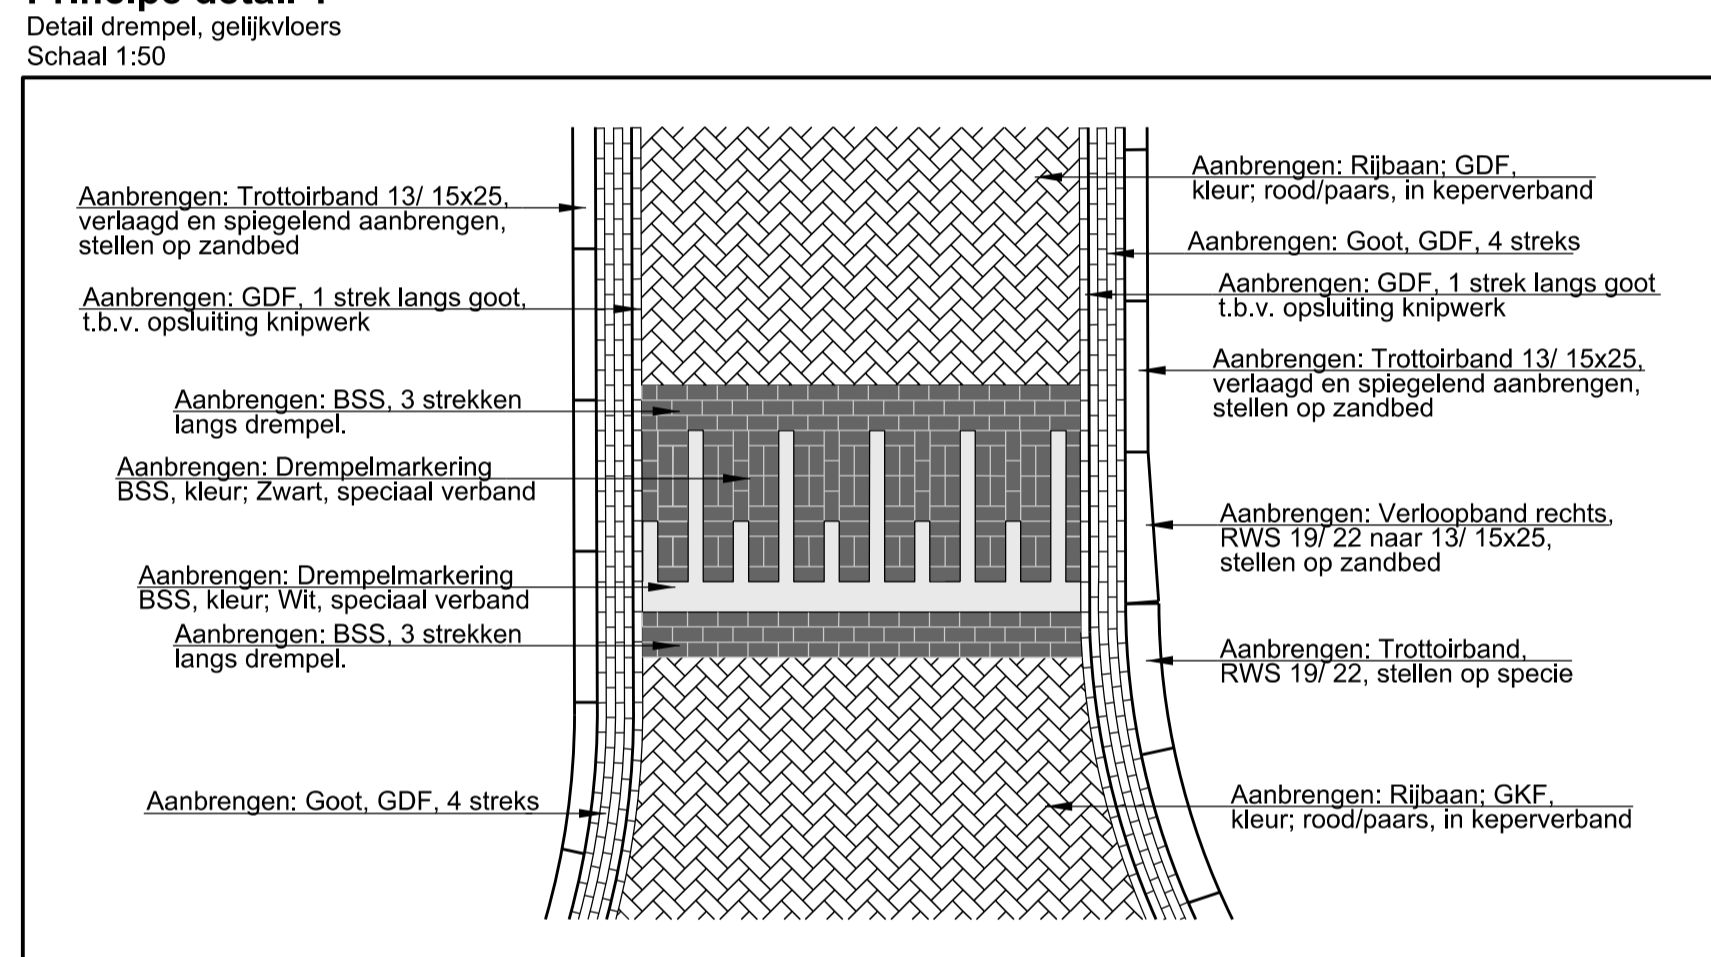 Detail drempel, gelijkvloers
Schaal 1:50
Aanbrengen: Trottoirband 13/ 15x25,
verlaagd en spiegelend aanbrengen,
stellen op zandbed
Aanbrengen: GDF, 1 strek langs goot,
t.b.v. opsluiting knipwerk
Aanbrengen: BSS, 3 strekken
langs drempel.
Aanbrengen: Drempelmarkering
BSS, kleur; Zwart, speciaal verband
Aanbrengen: Drempelmarkering
BSS, kleur; Wit, speciaal verband
Aanbrengen: BSS, 3 strekken
langs drempel.
Aanbrengen: Goot, GDF, 4 streks
Aanbrengen: Rijbaan; GDF,
kleur; rood/paars, in keperverband
Aanbrengen: Goot, GDF, 4 streks
Aanbrengen: GDF, 1 strek langs goot
t.b.v. opsluiting knipwerk
Aanbrengen: Trottoirband 13/ 15x25,
verlaagd en spiegelend aanbrengen,
stellen op zandbed
Aanbrengen: Verloopband rechts,
RWS 19/ 22 naar 13/ 15x25,
stellen op zandbed
Aanbrengen: Trottoirband,
RWS 19/ 22, stellen op specie
Aanbrengen: Rijbaan; GKF,
kleur; rood/paars, in keperverband